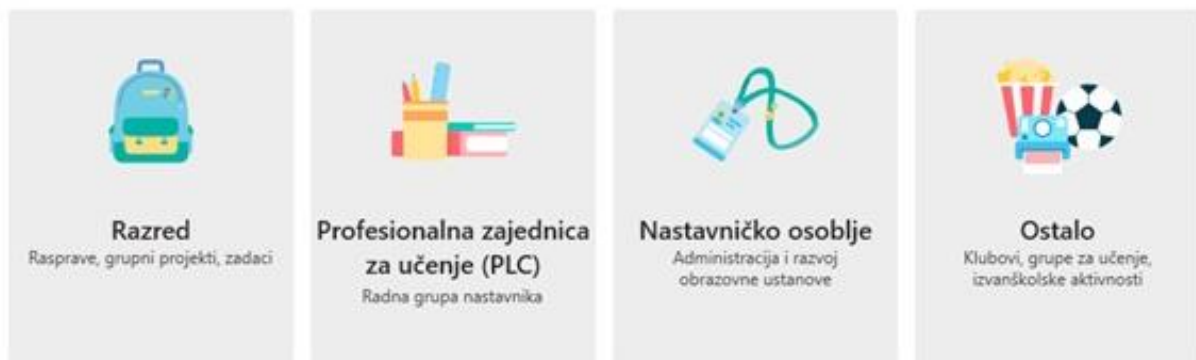 Razred
Rasprave, grupni projekti, zadaci
Profesionalna zajednica
za učenje (PLC)
Radna grupa nastavnika
Nastavničko osoblje
Administracija i razvoj
obrazovne ustanove
Ostalo
Klubovi, grupe za učenje,
izvanškolske aktivnosti